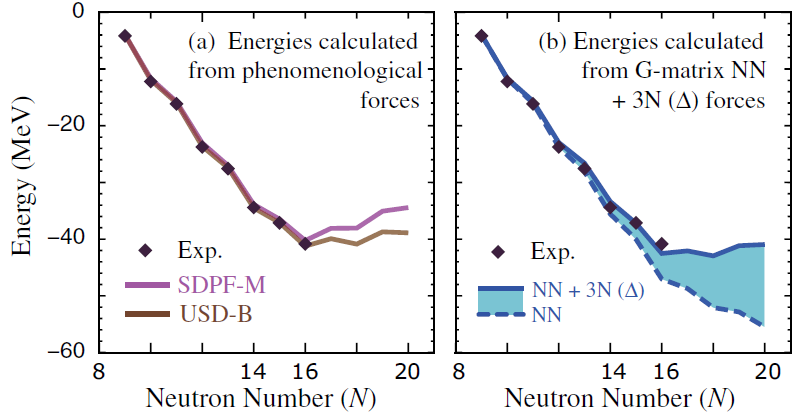 0
−20
−40
−60
Energy (MeV)
(a) Energies calculated
from phenomenological
forces
Exp.
SDPF-M
USD-B
8
14
16
20
Neutron Number (N)
(b) Energies calculated
from G-matrix NN
+ 3N (Δ) forces
Exp.
NN + 3N (Δ)
NN
8
14
16
20
Neutron Number (N)